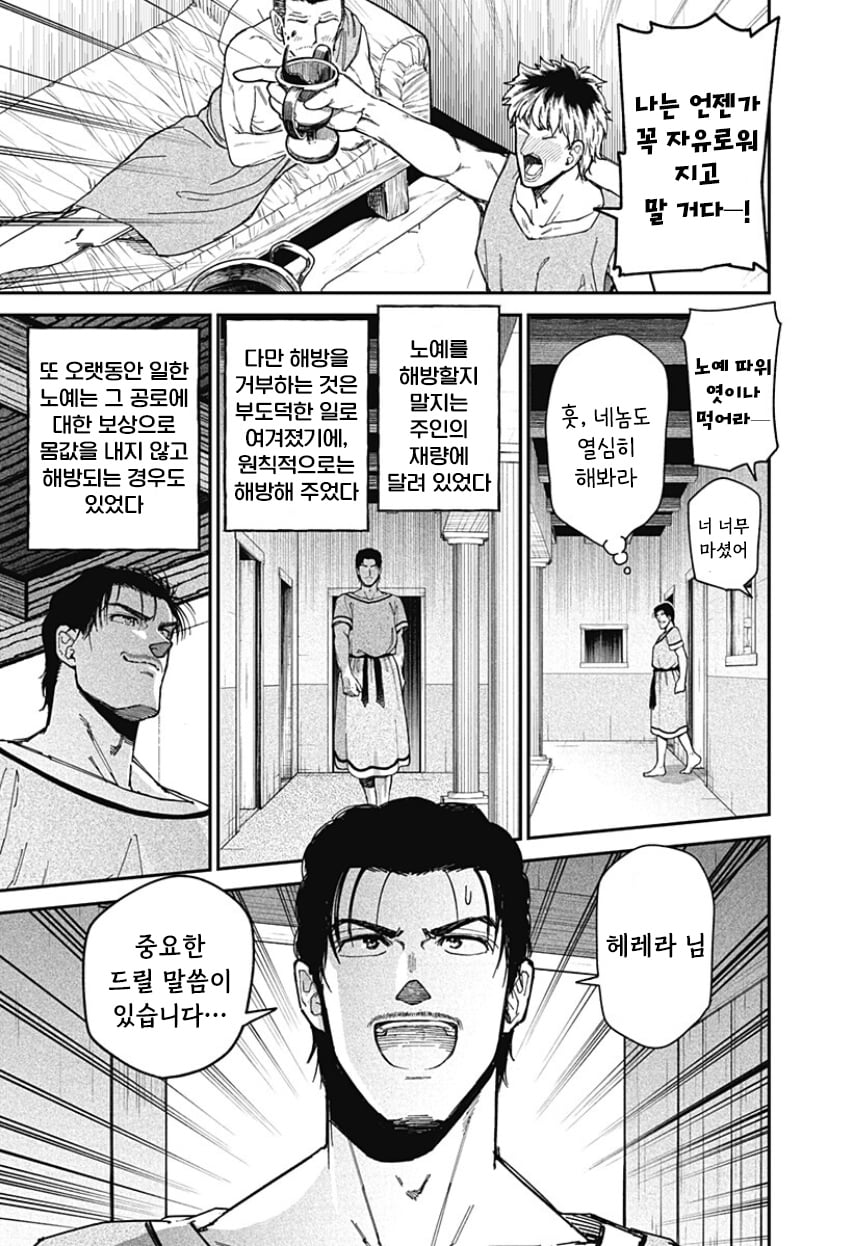 나는 언젠가
꼭 자유로워
지고
말 거다—!
노예 파위
엿이나
먹어라—
너 너무
마셨어
훗, 네놈도
열심히
해봐라
노예를
해방할지
말지는
주인의
재량에
달려 있었다
다만 해방을
거부하는 것은
부도덕한 일로
여겨졌기에,
원칙적으로는
해방해 주었다
또 오랫동안 일한
노예는 그 공로에
대한 보상으로
몸값을 내지 않고
해방되는 경우도
있었다
헤레라 님
중요한
드릴 말씀이
있습니다…